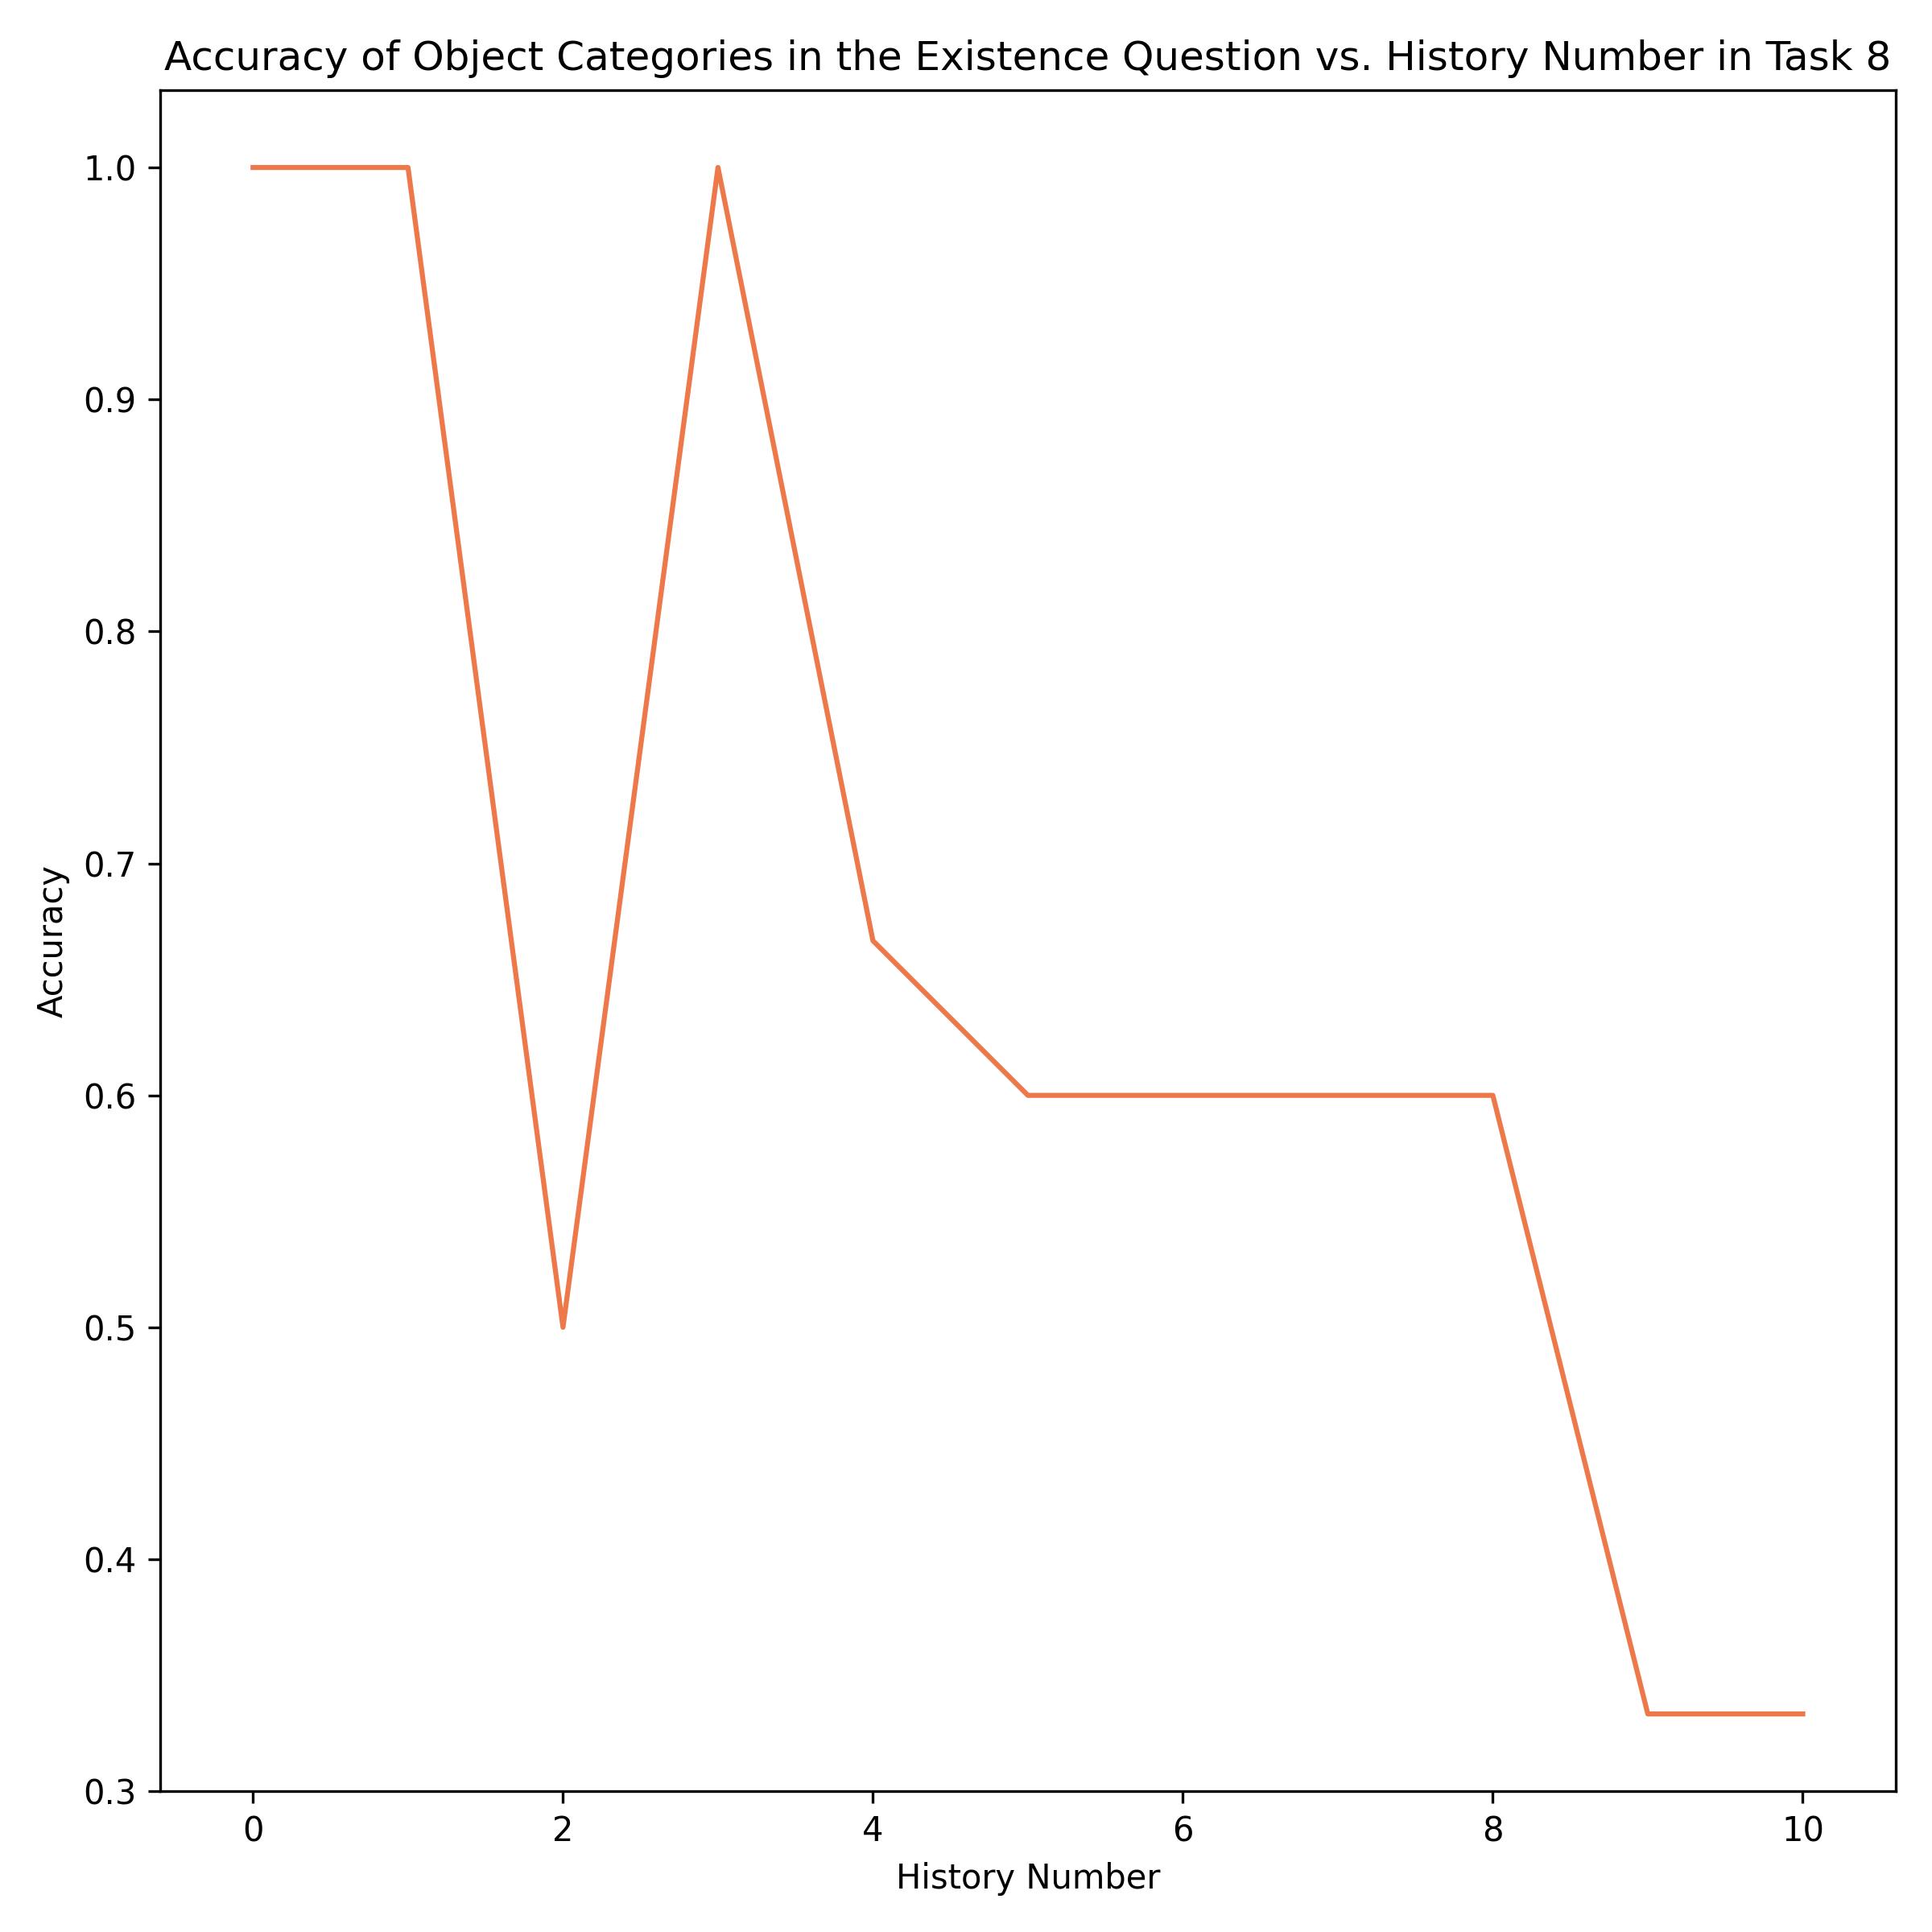 Accuracy of Object Categories in the Existence Question vs. History Number in Task 8
1.0
0.9
0.8
0.7
0.6
0.5
0.4
0.3
Accuracy
0 2 4 6 8 10
History Number